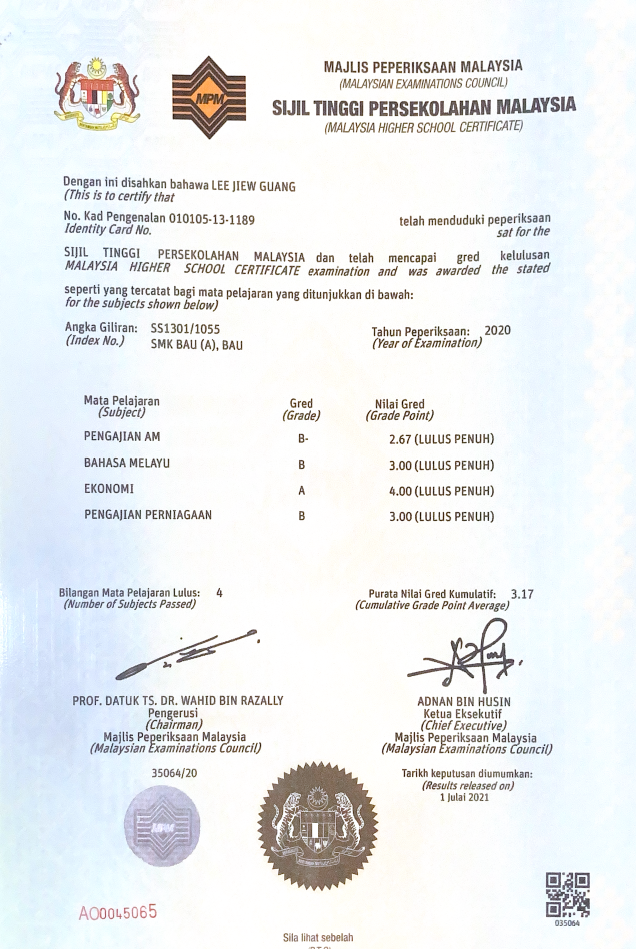 MAJLIS PEPERIKSAAN MALAYSIA
(MALAYSIAN EXAMINATIONS COUNCIL)
MPM
SIJIL TINGGI PERSEKOLAHAN MALAYSIA
(MALAYSIA HIGHER SCHOOL CERTIFICATE)
Dengan ini disahkan bahawa LEE JIEW GUANG
(This is to certify that
No. Kad Pengenalan 010105-13-1189 telah menduduki peperiksaan
Identity Card No. sat for the
SIJIL TINGGI PERSEKOLAHAN MALAYSIA dan telah mencapai gred kelulusan
MALAYSIA HIGHER SCHOOL CERTIFICATE examination and was awarded the stated
seperti yang tercatat bagi mata pelajaran yang ditunjukkan di bawah:
for the subjects shown below)
Angka Giliran: SS1301/1055 Tahun Peperiksaan: 2020
(Index No.) SMK BAU (A), BAU (Year of Examination)
Mata Pelajaran Gred Nilai Gred
(Subject) (Grade) (Grade Point)
PENGAJIAN AM B- 2.67 (LULUS PENUH)
BAHASA MELAYU B 3.00 (LULUS PENUH)
EKONOMI A 4.00 (LULUS PENUH)
PENGAJIAN PERNIAGAAN B 3.00 (LULUS PENUH)
Bilangan Mata Pelajaran Lulus: 4 Purata Nilai Gred Kumulatif: 3.17
(Number of Subjects Passed) (Cumulative Grade Point Average)
PROF. DATUK TS. DR. WAHID BIN RAZALLY ADNAN BIN HUSIN
Pengerusi Ketua Eksekutif
(Chairman) (Chief Executive)
Majlis Peperiksaan Malaysia Majlis Peperiksaan Malaysia
(Malaysian Examinations Council) (Malaysian Examinations Council)
35064/20 Tarikh keputusan diumumkan:
(Results released on)
1 Julai 2021
MPM
AO0045065
035064
Sila lihat sebelah